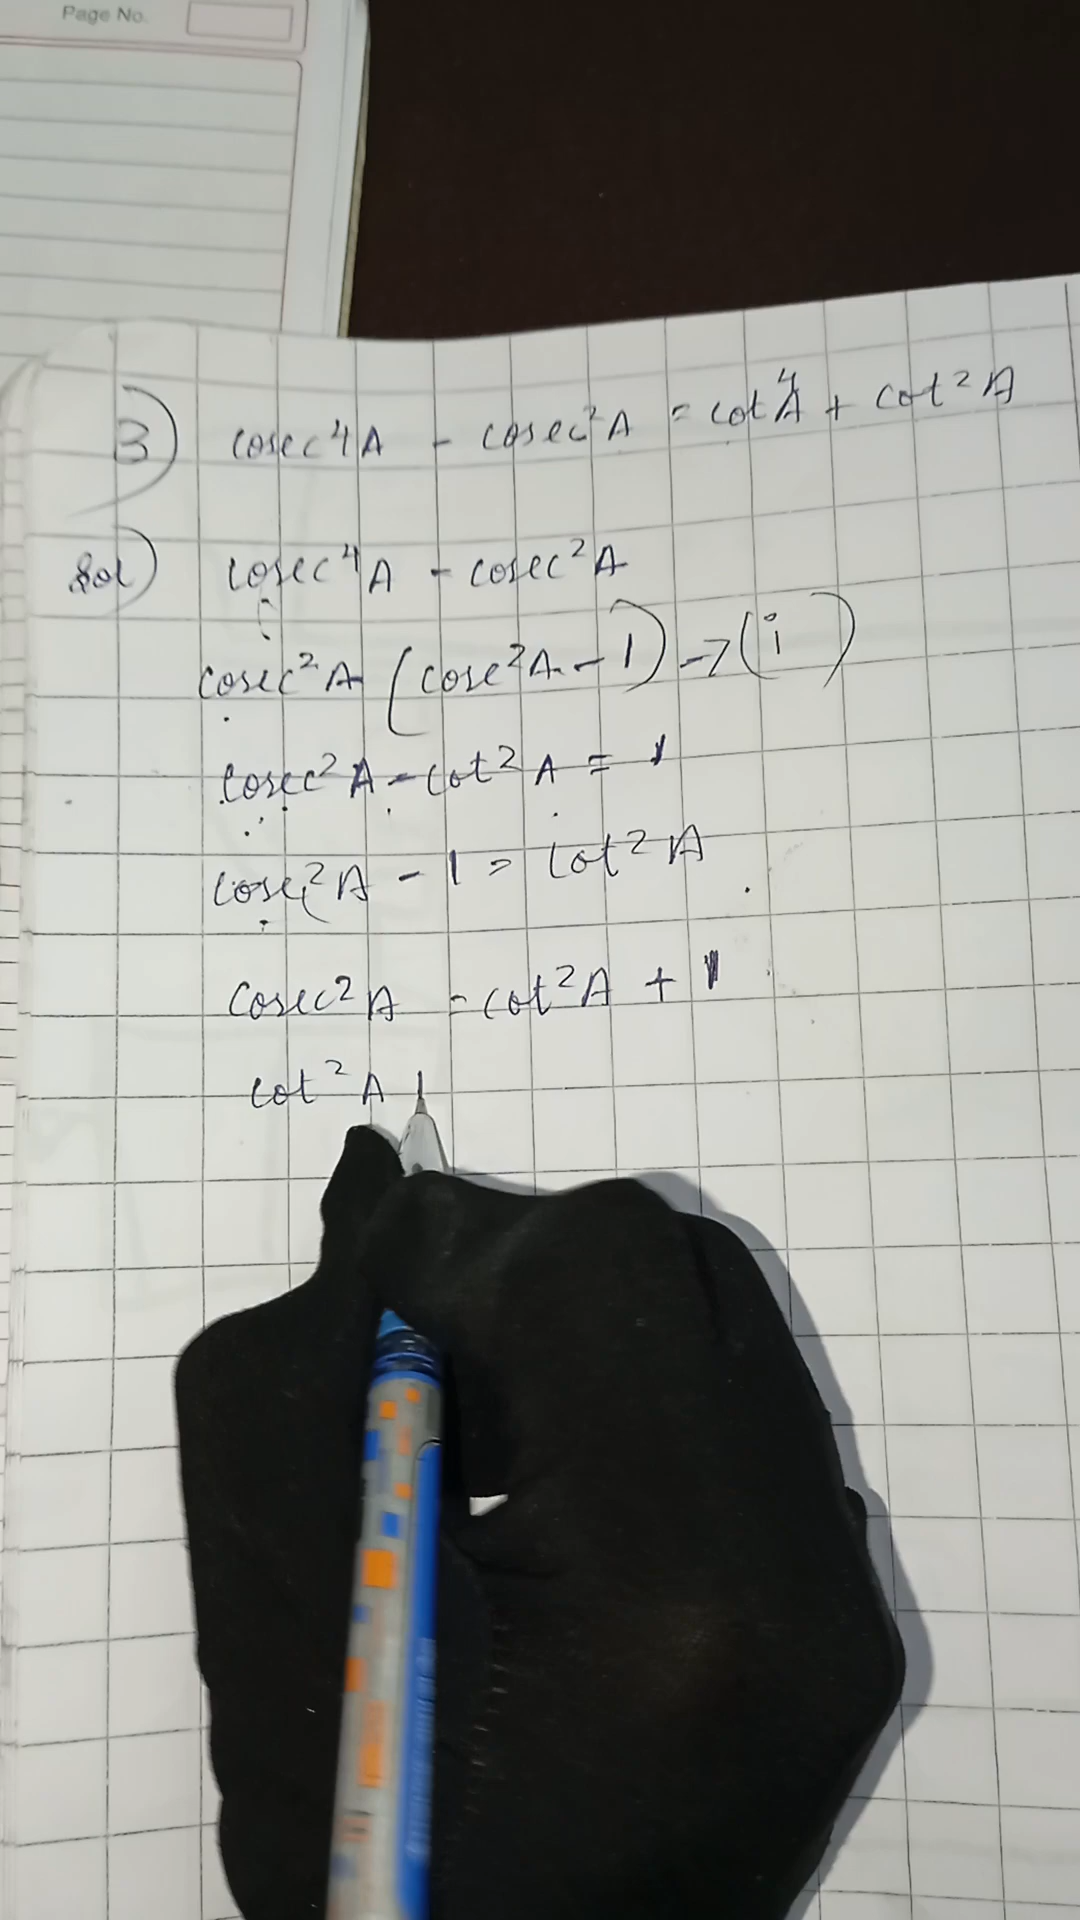 Page No.
3) cosec⁴A - cosec²A = cot⁴A + cot²A
Sol) cosec⁴A - cosec²A
cosec²A (cose²A - 1) → (i)
cosec²A - cot²A = 1
cosec²A - 1 = cot²A
cosec²A = cot²A + 1
cot²A